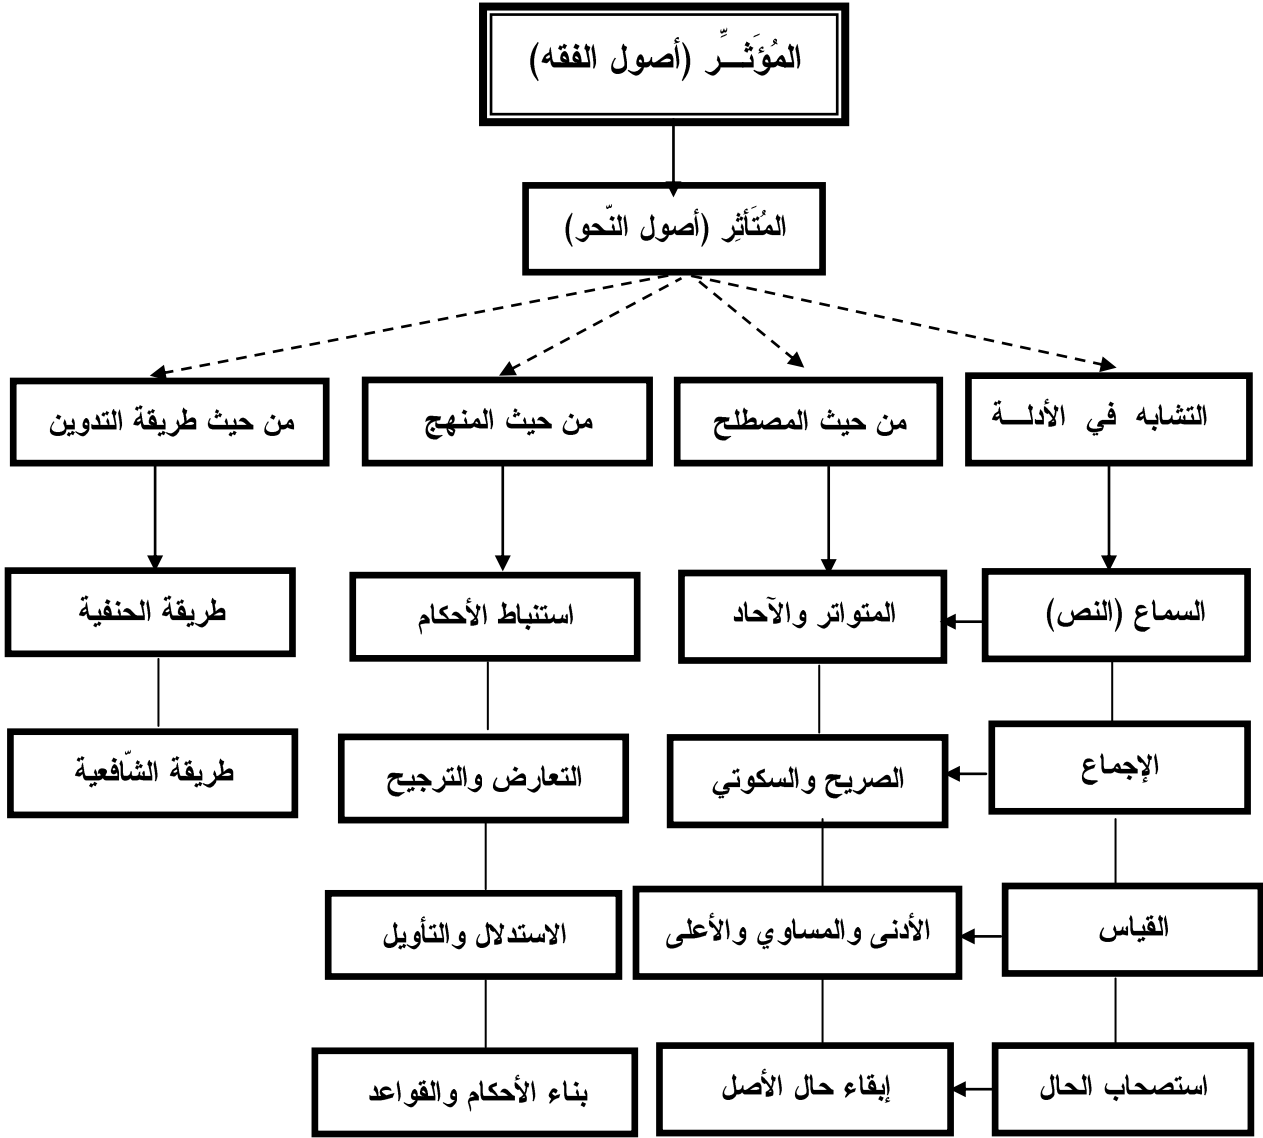 المُؤَثِّر (أصول الفقه)
المُتَأثِر (أصول النّحو)
التشابه في الأدلة
من حيث المصطلح
من حيث المنهج
من حيث طريقة التدوين
السماع (النص)
المتواتر والآحاد
استنباط الأحكام
طريقة الحنفية
الإجماع
الصريح والسكوتي
التعارض والترجيح
طريقة الشّافعية
القياس
الأدنى والمساوي والأعلى
الاستدلال والتأويل
استصحاب الحال
إبقاء حال الأصل
بناء الأحكام والقواعد